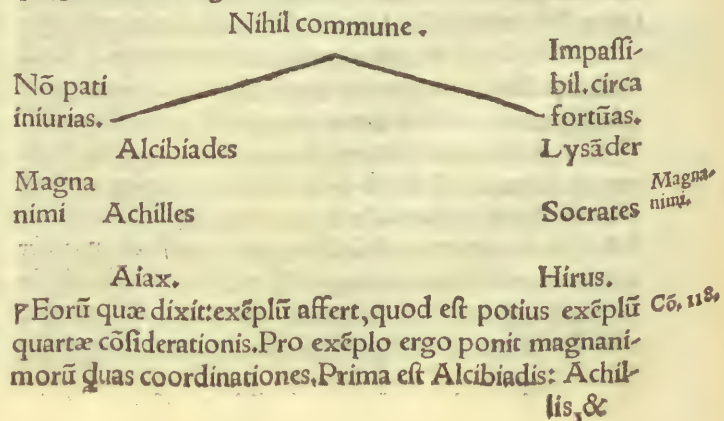 Nihil commune.
Impaſſi-
Nõ pati bil.circa
iniurias. fortũas.
Alcibiades Lyſãder
Magna Magna-
nimi Achilles Socrates nimi.
Aiax. Hirus.
Eorũ quæ dixit:exẽplũ affert,quod eſt potius exẽplũ Cõ. 118.
quartæ cõſiderationis.Pro exẽplo ergo ponit magnani-
morũ duas coordinationes.Prima eſt Alcibiadis: Achil-
lis,&